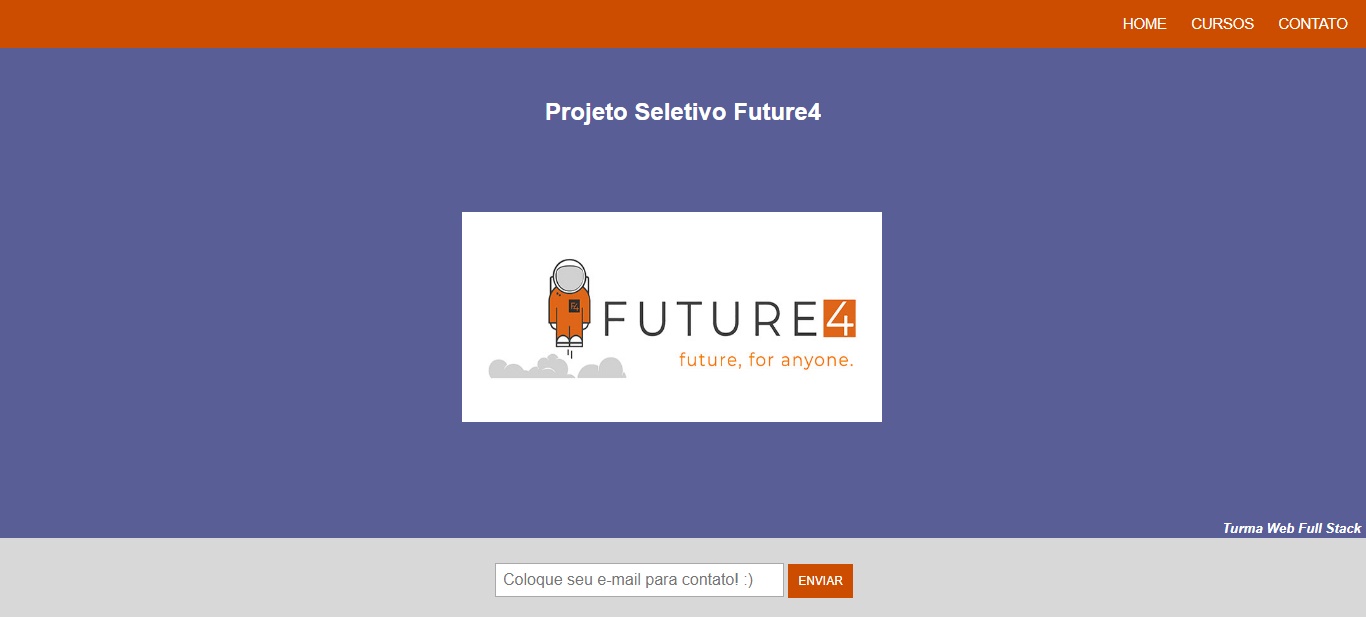 HOME CURSOS CONTATO
Projeto Seletivo Future4
FUTURE4
future, for anyone.
Turma Web Full Stack
Coloque seu e-mail para contato! :) ENVIAR